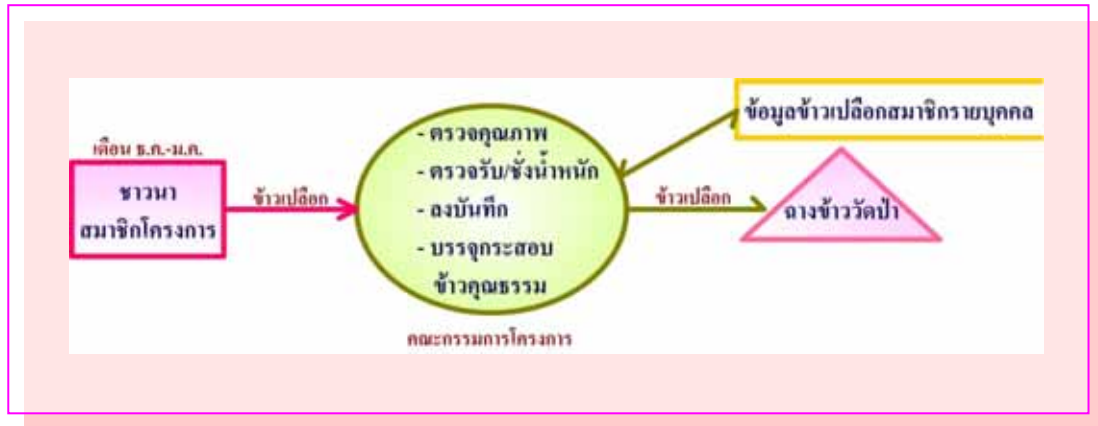 เดือน ธ.ค.-ม.ค.
ชาวนา
สมาชิกโครงการ
ข้าวเปลือก
- ตรวจคุณภาพ
- ตรวจรับ/ชั่งน้ำหนัก
- ลงบันทึก
- บรรจุกระสอบ
ข้าวคุณธรรม
คณะกรรมการโครงการ
ข้อมูลข้าวเปลือกสมาชิกรายบุคคล
ข้าวเปลือก
ฉางข้าววัดป่า